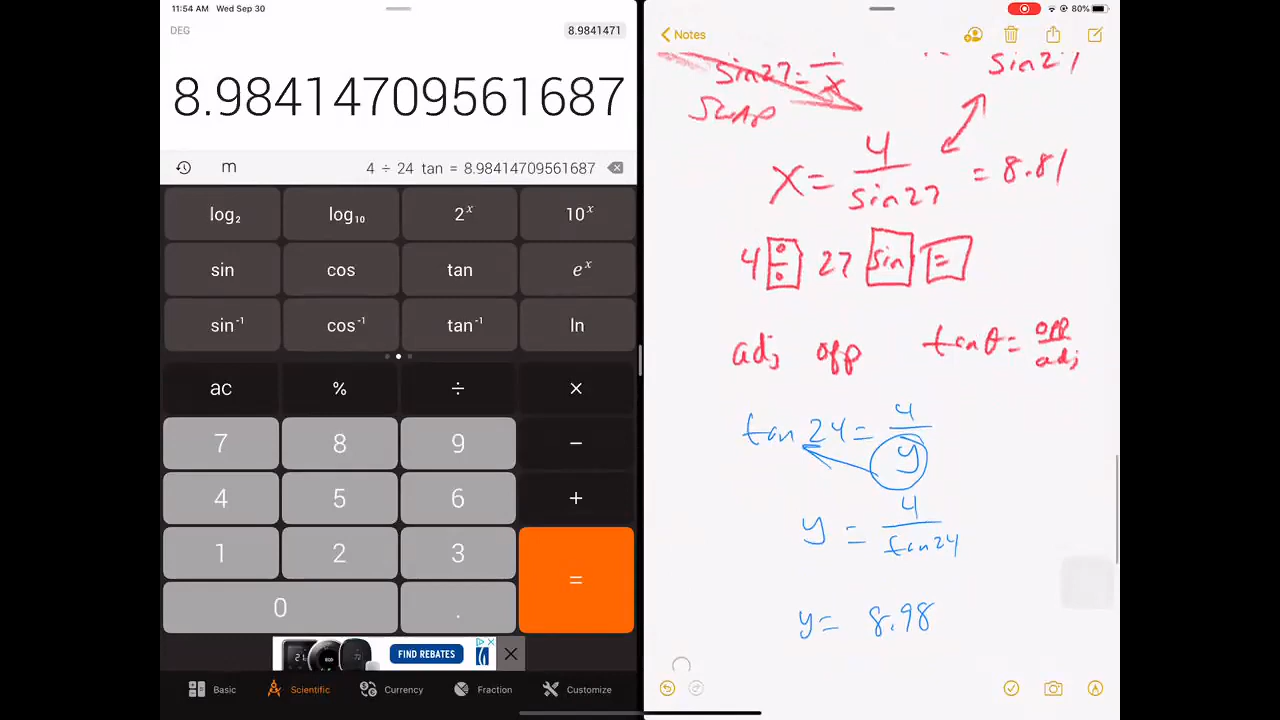 11:54 AM Wed Sep 30
80%
DEG
8.9841471
8.98414709561687
m
4 ÷ 24 tan = 8.98414709561687
log₂ log₁₀ 2ˣ 10ˣ
sin cos tan eˣ
sin⁻¹ cos⁻¹ tan⁻¹ ln
ac % ÷ ×
7 8 9 −
4 5 6 +
1 2 3 =
0 .
FIND REBATES
Basic Scientific Currency Fraction Customize
Notes
sin27
sin27 = 1/x
Swap
x = 4/sin27 = 8.81
4 ÷ 27 sin =
adj opp tanθ = opp/adj
tan 24 = 4/y
y = 4/tan24
y = 8.98